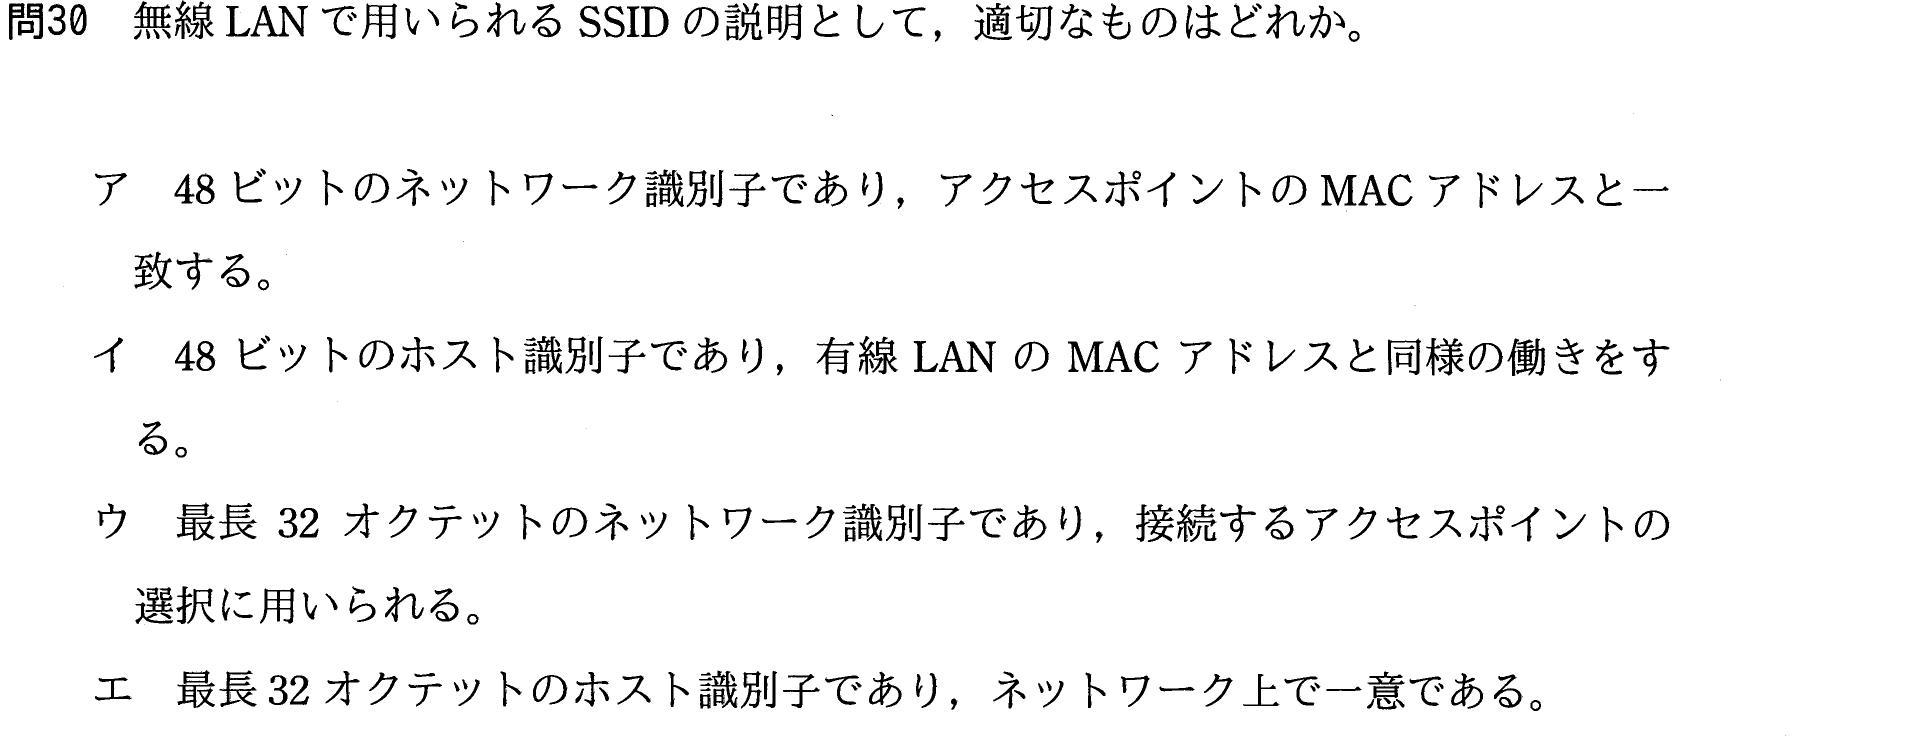 問30　無線 LAN で用いられる SSID の説明として，適切なものはどれか。
ア　48 ビットのネットワーク識別子であり，アクセスポイントの MAC アドレスと一
致する。
イ　48 ビットのホスト識別子であり，有線 LAN の MAC アドレスと同様の働きをす
る。
ウ　最長 32 オクテットのネットワーク識別子であり，接続するアクセスポイントの
選択に用いられる。
エ　最長 32 オクテットのホスト識別子であり，ネットワーク上で一意である。